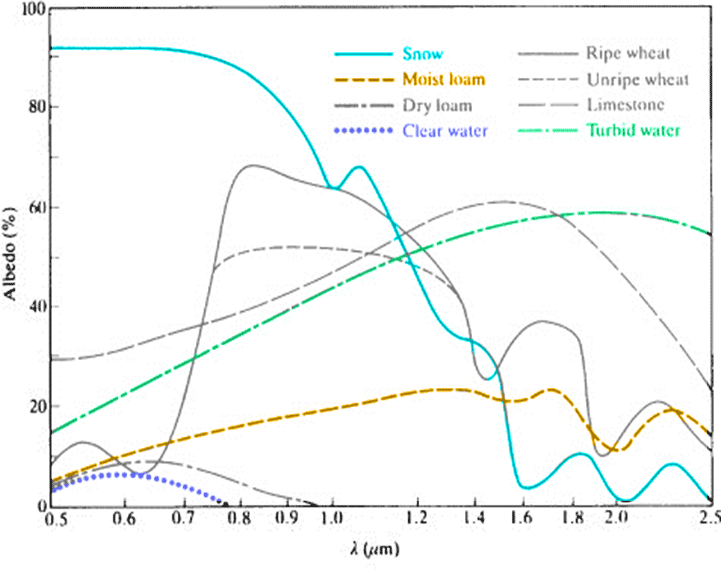 100
80
60
40
20
0
Albedo (%)
Snow
Moist loam
Dry loam
Clear water
Ripe wheat
Unripe wheat
Limestone
Turbid water
0.5 0.6 0.7 0.8 0.9 1.0 1.2 1.4 1.6 1.8 2.0 2.5
λ (μm)